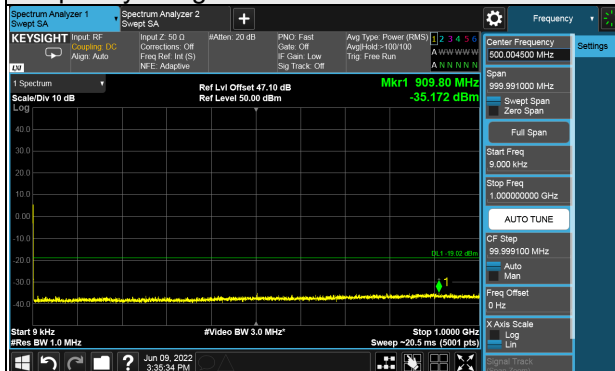 Spectrum Analyzer 1
Swept SA
Spectrum Analyzer 2
Swept SA
+
Frequency
KEYSIGHT
Input: RF
Coupling: DC
Align: Auto
Input Z: 50 Ω
Corrections: Off
Freq Ref: Int (S)
NFE: Adaptive
#Atten: 20 dB
PNO: Fast
Gate: Off
IF Gain: Low
Sig Track: Off
Avg Type: Power (RMS)
Avg|Hold:>100/100
Trig: Free Run
1 2 3 4 5 6
A W W W W W
A N N N N N
LXI
1 Spectrum
Scale/Div 10 dB
Ref Lvl Offset 47.10 dB
Ref Level 50.00 dBm
Mkr1 909.80 MHz
-35.172 dBm
Log
40.0
30.0
20.0
10.0
0.00
-10.0
-20.0
-30.0
-40.0
DL1 -19.02 dBm
1
Start 9 kHz
#Res BW 1.0 MHz
#Video BW 3.0 MHz*
Stop 1.0000 GHz
Sweep ~20.5 ms (5001 pts)
Center Frequency
500.004500 MHz
Settings
Span
999.991000 MHz
Swept Span
Zero Span
Full Span
Start Freq
9.000 kHz
Stop Freq
1.000000000 GHz
AUTO TUNE
CF Step
99.999100 MHz
Auto
Man
Freq Offset
0 Hz
X Axis Scale
Log
Lin
Signal Track
?
Jun 09, 2022
3:35:34 PM